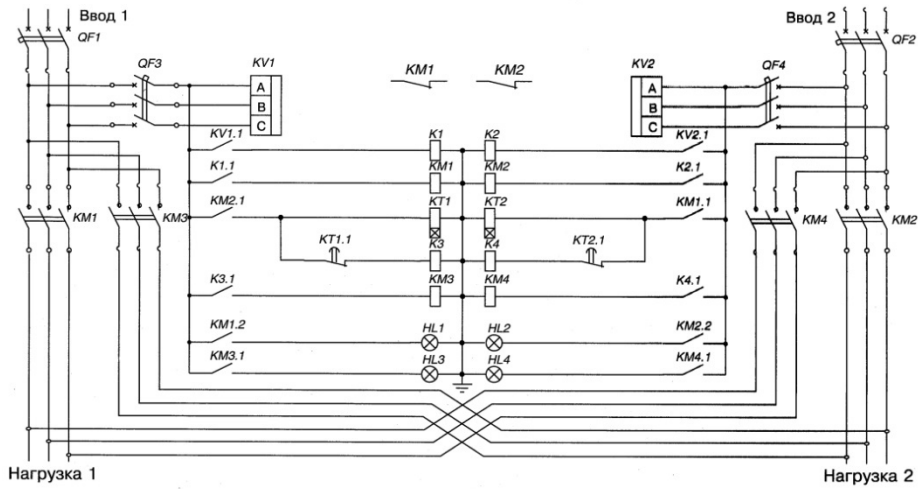 Ввод 1
QF1
Ввод 2
QF2
QF3
KV1
KM1
KM2
KV2
QF4
A
B
C
A
B
C
KV1.1
K1
K2
KV2.1
K1.1
KM1
KM2
K2.1
KM2.1
KT1
KT2
KM1.1
KM1
KM3
KM4
KM2
KT1.1
K3
K4
KT2.1
K3.1
KM3
KM4
K4.1
KM1.2
HL1
HL2
KM2.2
KM3.1
HL3
HL4
KM4.1
Нагрузка 1
Нагрузка 2